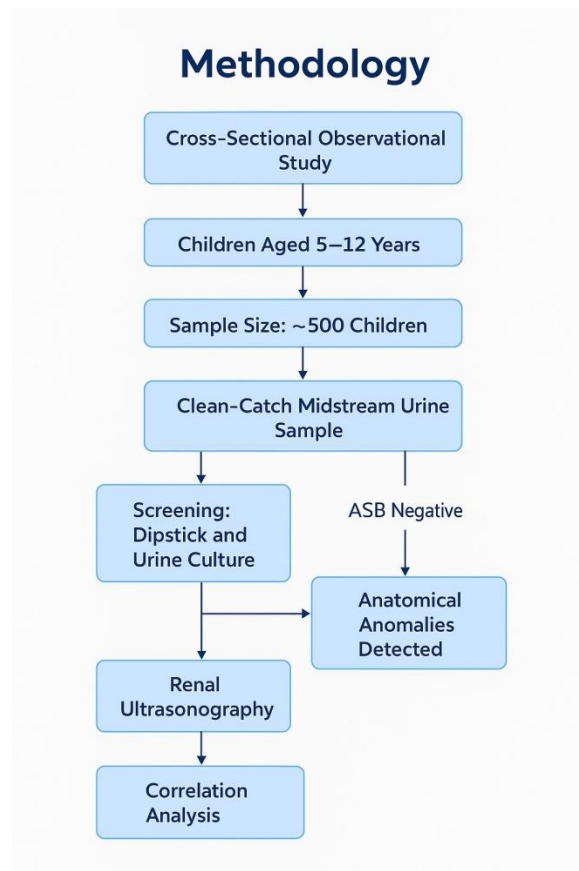 Methodology
Cross-Sectional Observational
Study
Children Aged 5–12 Years
Sample Size: ~500 Children
Clean-Catch Midstream Urine
Sample
Screening:
Dipstick and
Urine Culture
ASB Negative
Anatomical
Anomalies
Detected
Renal
Ultrasonography
Correlation
Analysis